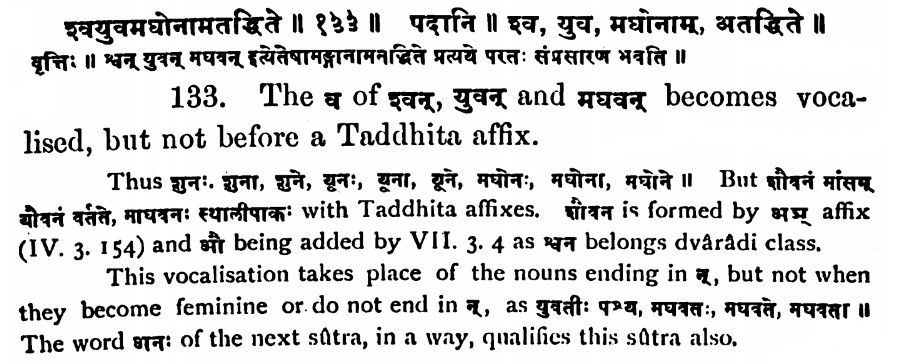 श्वयुवमघोनामतद्धिते ॥ १३३ ॥ पदानि ॥ श्व, युव, मघोनाम्, अतद्धिते ॥
वृत्तिः ॥ श्वन् युवन् मघवन् इत्येतेषामङ्गानामतद्धिते प्रत्यये परतः संप्रसारण भवति ॥
133. The व of श्वन्, युवन् and मघवन् becomes voca-
lised, but not before a Taddhita affix.
Thus शुनः. शुना, शुने, यूनः, यूना, यूने, मघोनः, मघोना, मघोने ॥ But शौवनं मांसम्
यौवनं वर्तते, माघवनः स्थालीपाकः with Taddhita affixes. शौवन is formed by अञ् affix
(IV. 3. 154) and औ being added by VII. 3. 4 as श्वन belongs dvârâdi class.
This vocalisation takes place of the nouns ending in न्, but not when
they become feminine or do not end in न्, as युवतीः पश्य, मघवतः, मघवते, मघवता ॥
The word अनः of the next sûtra, in a way, qualifies this sûtra also.